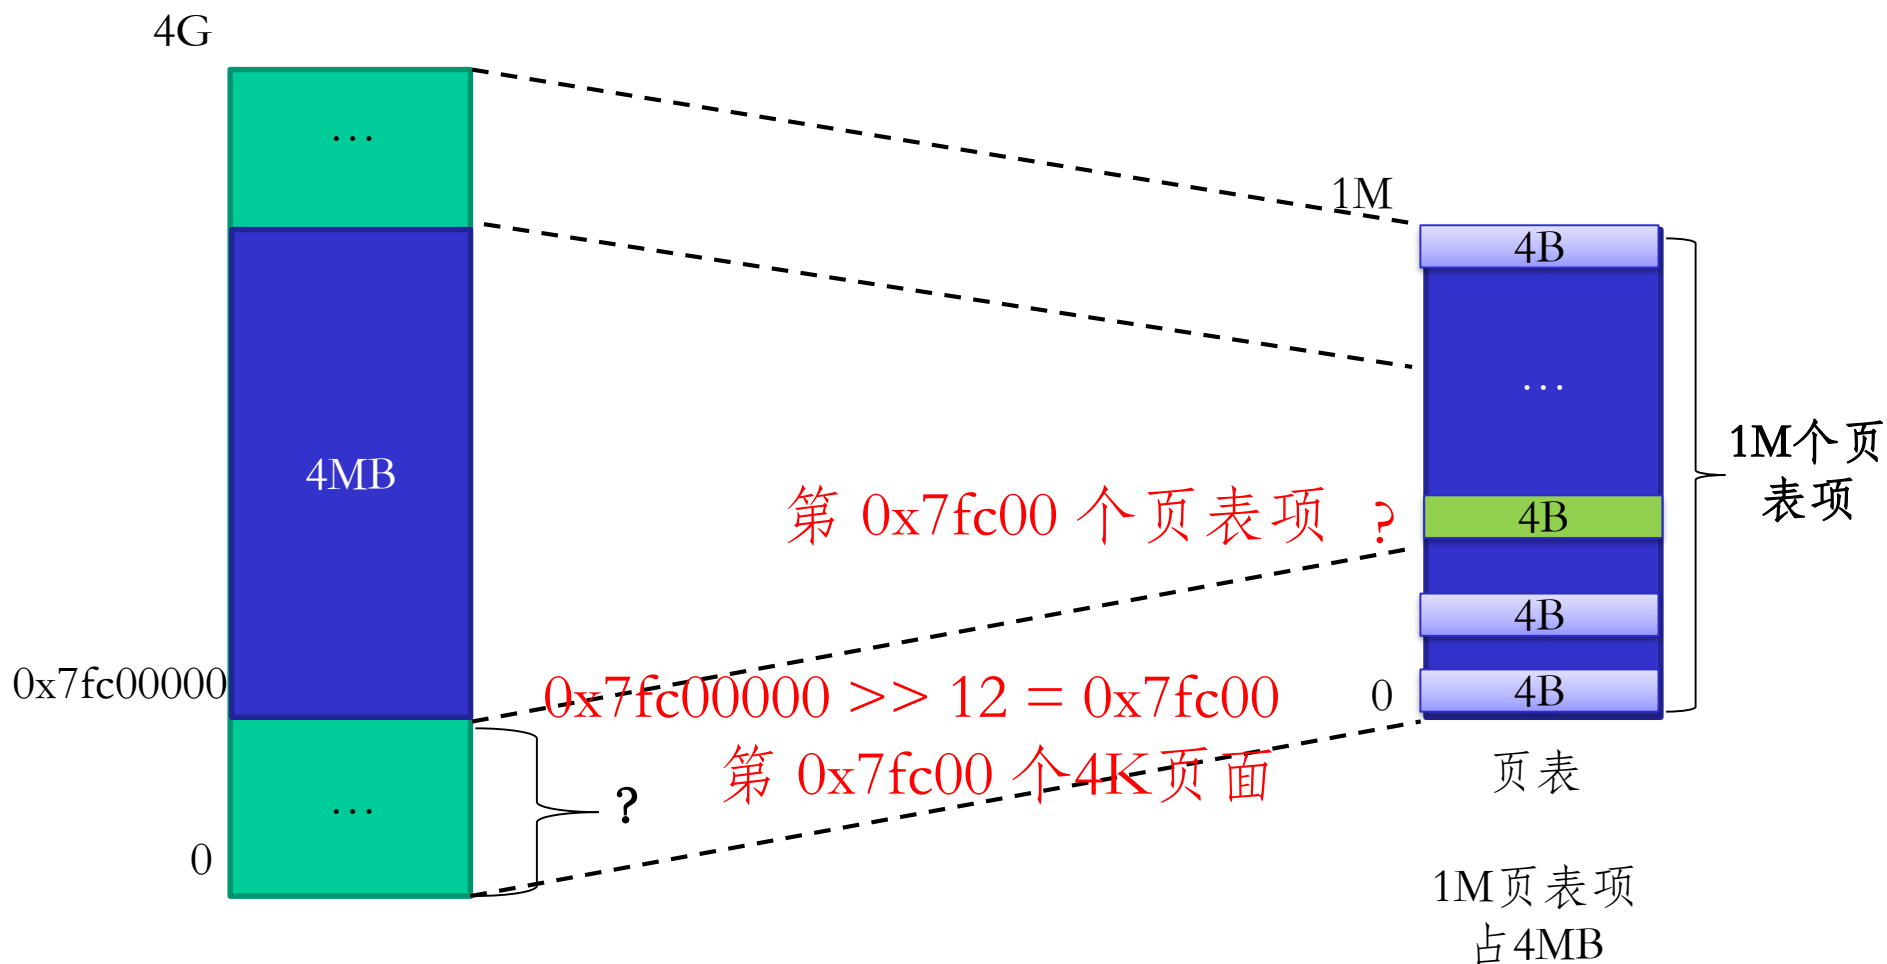 4G
…
4MB
0x7fc00000
…
0
?
第 0x7fc00 个页表项 ?
0x7fc00000 >> 12 = 0x7fc00
第 0x7fc00 个4K页面
1M
4B
…
4B
4B
0
4B
1M个页
表项
页表
1M页表项
占4MB